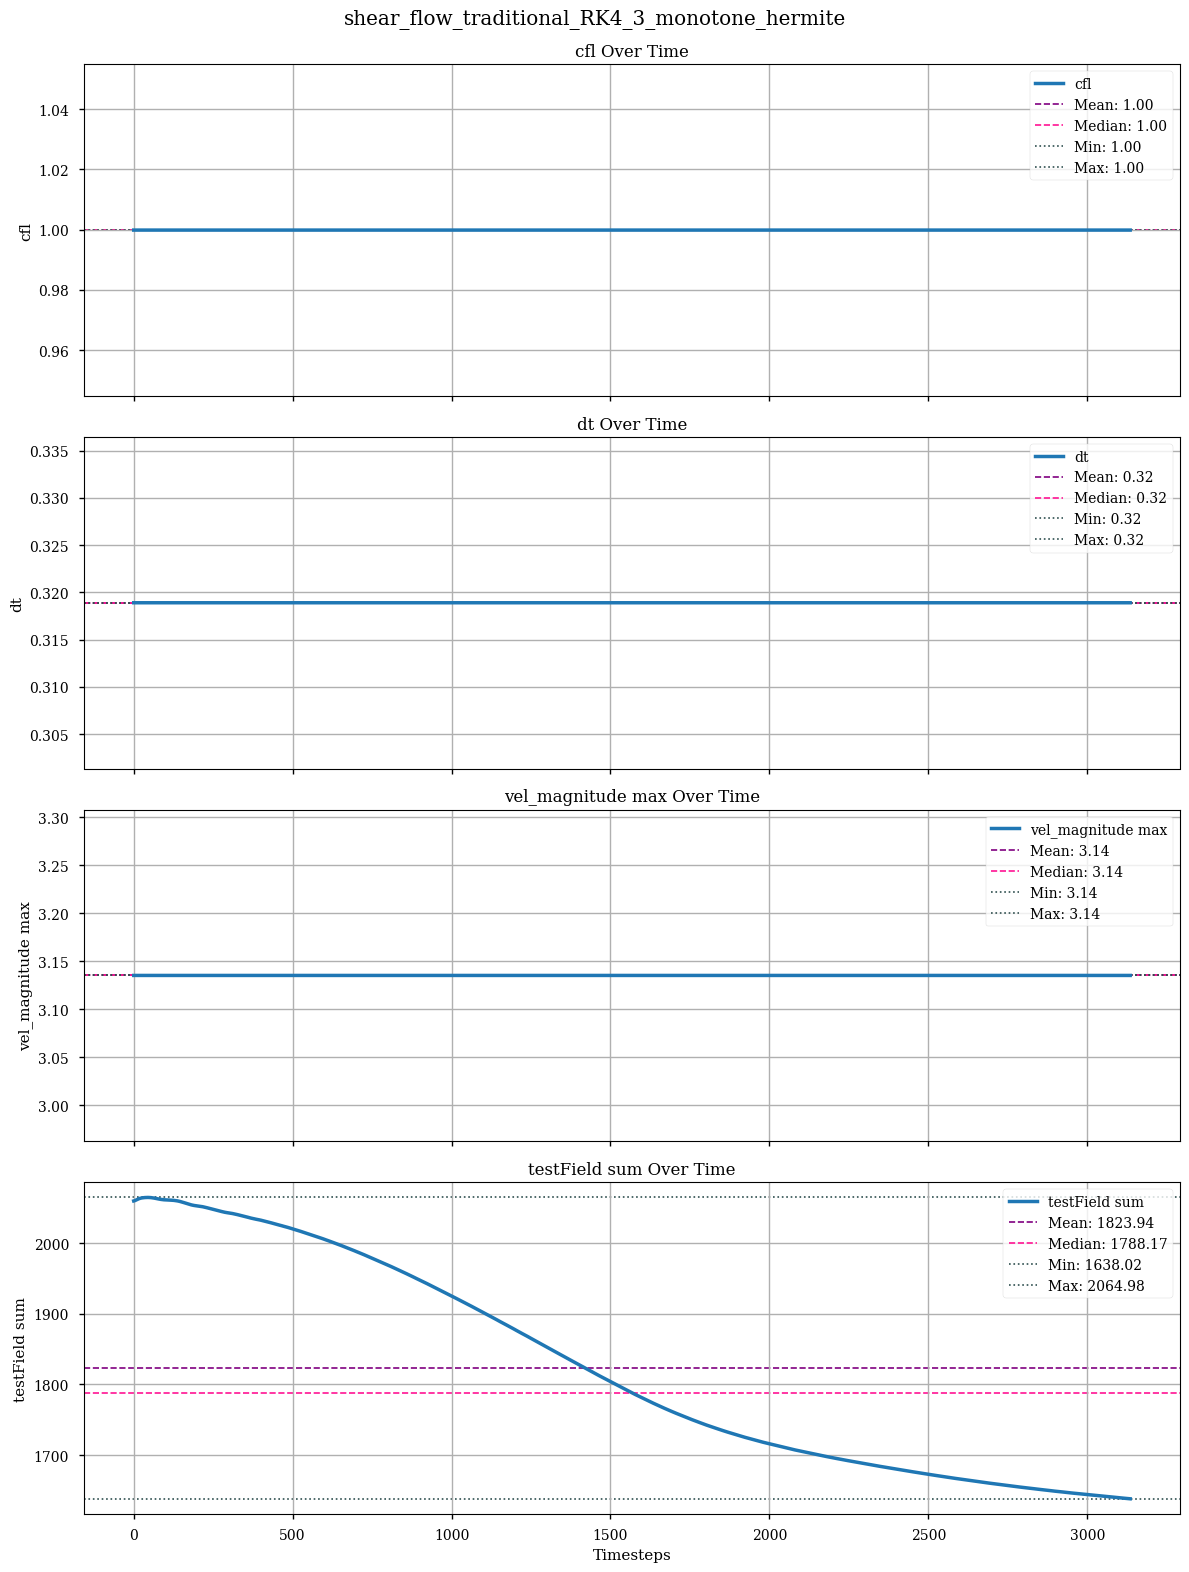 shear_flow_traditional_RK4_3_monotone_hermite
cfl Over Time
cfl
1.04
1.02
1.00
0.98
0.96
cfl
Mean: 1.00
Median: 1.00
Min: 1.00
Max: 1.00
dt Over Time
dt
0.335
0.330
0.325
0.320
0.315
0.310
0.305
dt
Mean: 0.32
Median: 0.32
Min: 0.32
Max: 0.32
vel_magnitude max Over Time
vel_magnitude max
3.30
3.25
3.20
3.15
3.10
3.05
3.00
vel_magnitude max
Mean: 3.14
Median: 3.14
Min: 3.14
Max: 3.14
testField sum Over Time
testField sum
2000
1900
1800
1700
testField sum
Mean: 1823.94
Median: 1788.17
Min: 1638.02
Max: 2064.98
0 500 1000 1500 2000 2500 3000
Timesteps